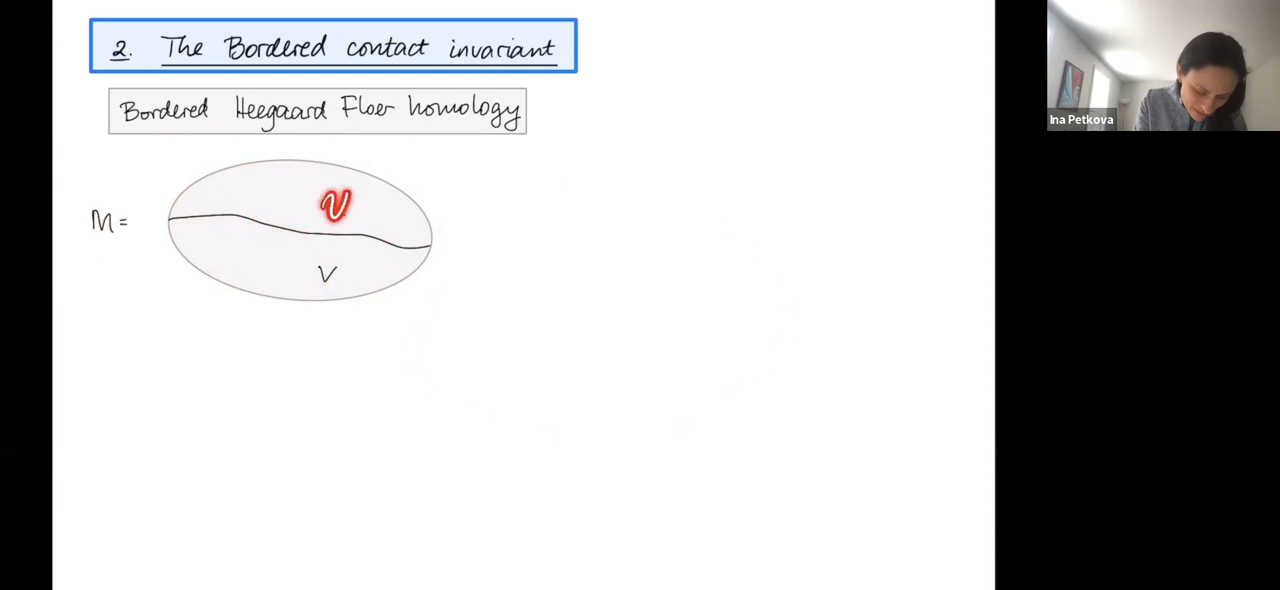 2. The Bordered contact invariant
Bordered Heegaard Floer homology
M =
V
Ina Petkova